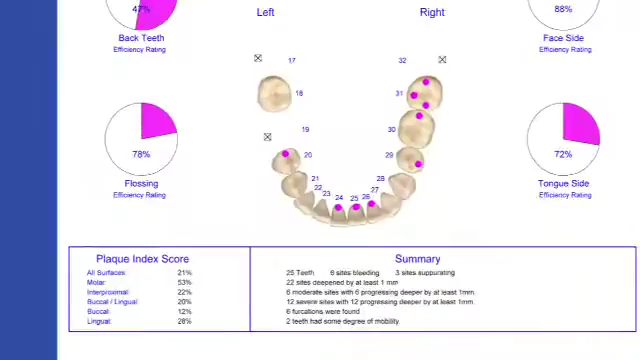 47%
88%
Left
Right
Back Teeth
Efficiency Rating
Face Side
Efficiency Rating
17
32
18
31
19
30
20
29
21
28
22
27
23
26
24
25
78%
72%
Flossing
Efficiency Rating
Tongue Side
Efficiency Rating
Plaque Index Score
All Surfaces: 21%
Molar: 53%
Interproximal: 22%
Buccal / Lingual: 20%
Buccal: 12%
Lingual: 28%
Summary
25 Teeth 6 sites bleeding 3 sites suppurating
22 sites deepened by at least 1 mm
6 moderate sites with 6 progressing deeper by at least 1mm.
12 severe sites with 12 progressing deeper by at least 1mm.
6 furcations were found
2 teeth had some degree of mobility.